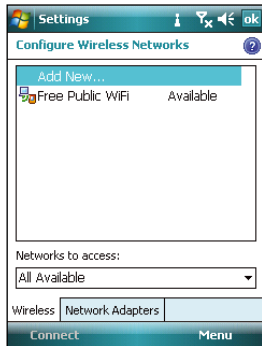 Settings ok
Configure Wireless Networks ?
Add New...
Free Public WiFi Available
Networks to access:
All Available
Wireless Network Adapters
Connect Menu